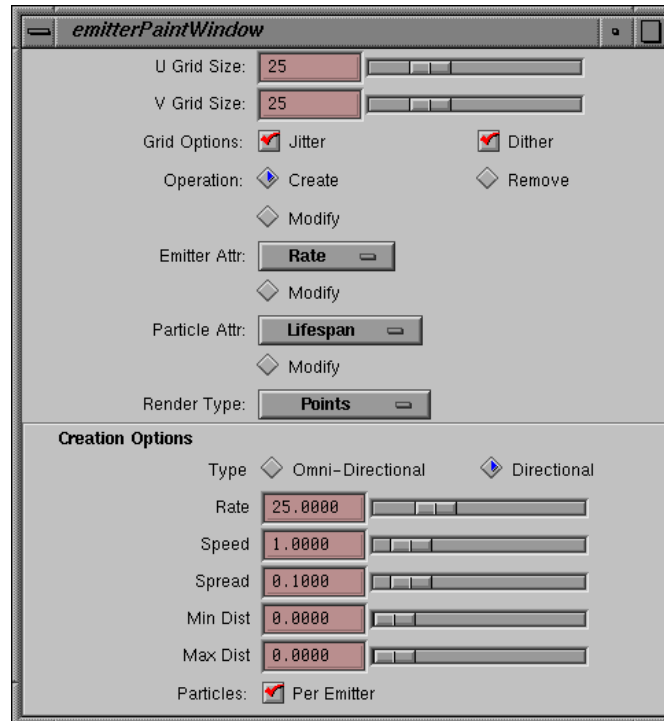 emitterPaintWindow
U Grid Size: 25
V Grid Size: 25
Grid Options: Jitter Dither
Operation: Create Remove
Modify
Emitter Attr: Rate
Modify
Particle Attr: Lifespan
Modify
Render Type: Points
Creation Options
Type Omni-Directional Directional
Rate 25.0000
Speed 1.0000
Spread 0.1000
Min Dist 0.0000
Max Dist 0.0000
Particles: Per Emitter